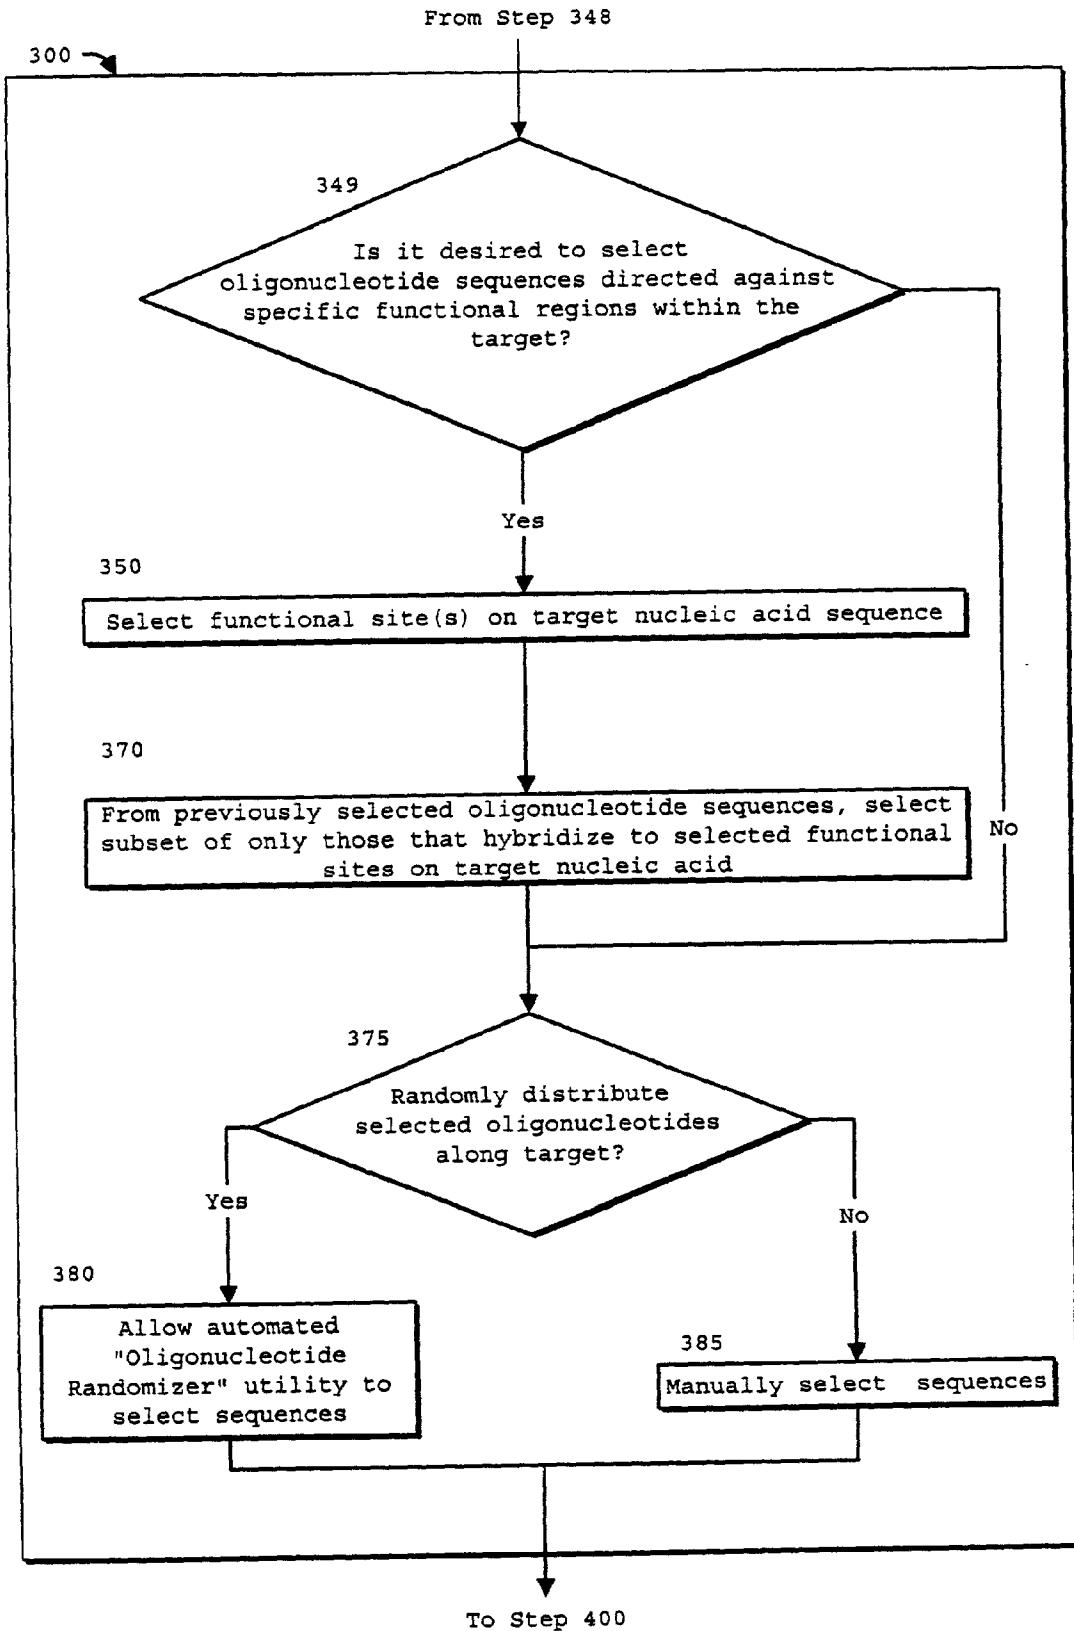 From Step 348
300
349
Is it desired to select
oligonucleotide sequences directed against
specific functional regions within the
target?
Yes
350
Select functional site(s) on target nucleic acid sequence
370
From previously selected oligonucleotide sequences, select
subset of only those that hybridize to selected functional
sites on target nucleic acid
No
375
Randomly distribute
selected oligonucleotides
along target?
Yes
No
380
Allow automated
"Oligonucleotide
Randomizer" utility to
select sequences
385
Manually select sequences
To Step 400